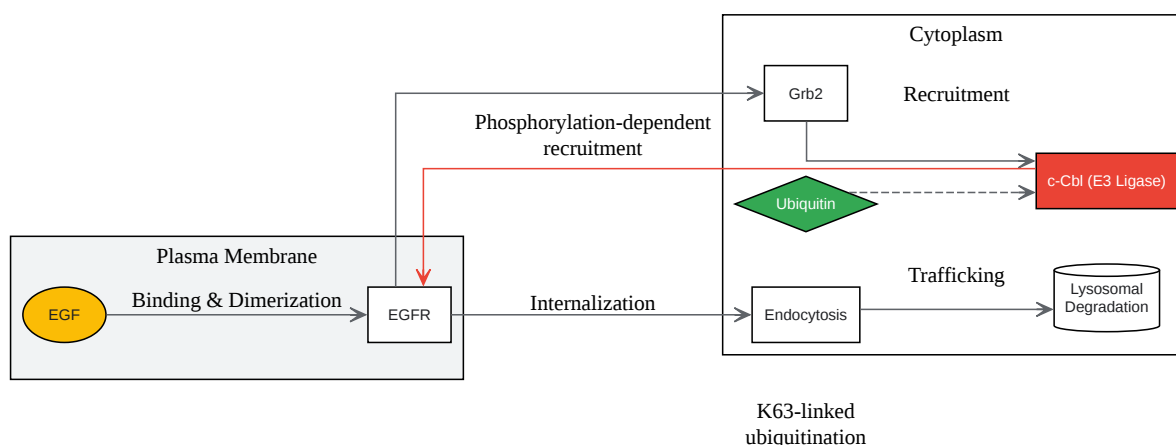 Cytoplasm
Grb2
Recruitment
Phosphorylation-dependent
recruitment
c-Cbl (E3 Ligase)
Ubiquitin
Plasma Membrane
Binding & Dimerization
EGF
EGFR
Internalization
Endocytosis
Trafficking
Lysosomal
Degradation
K63-linked
ubiquitination